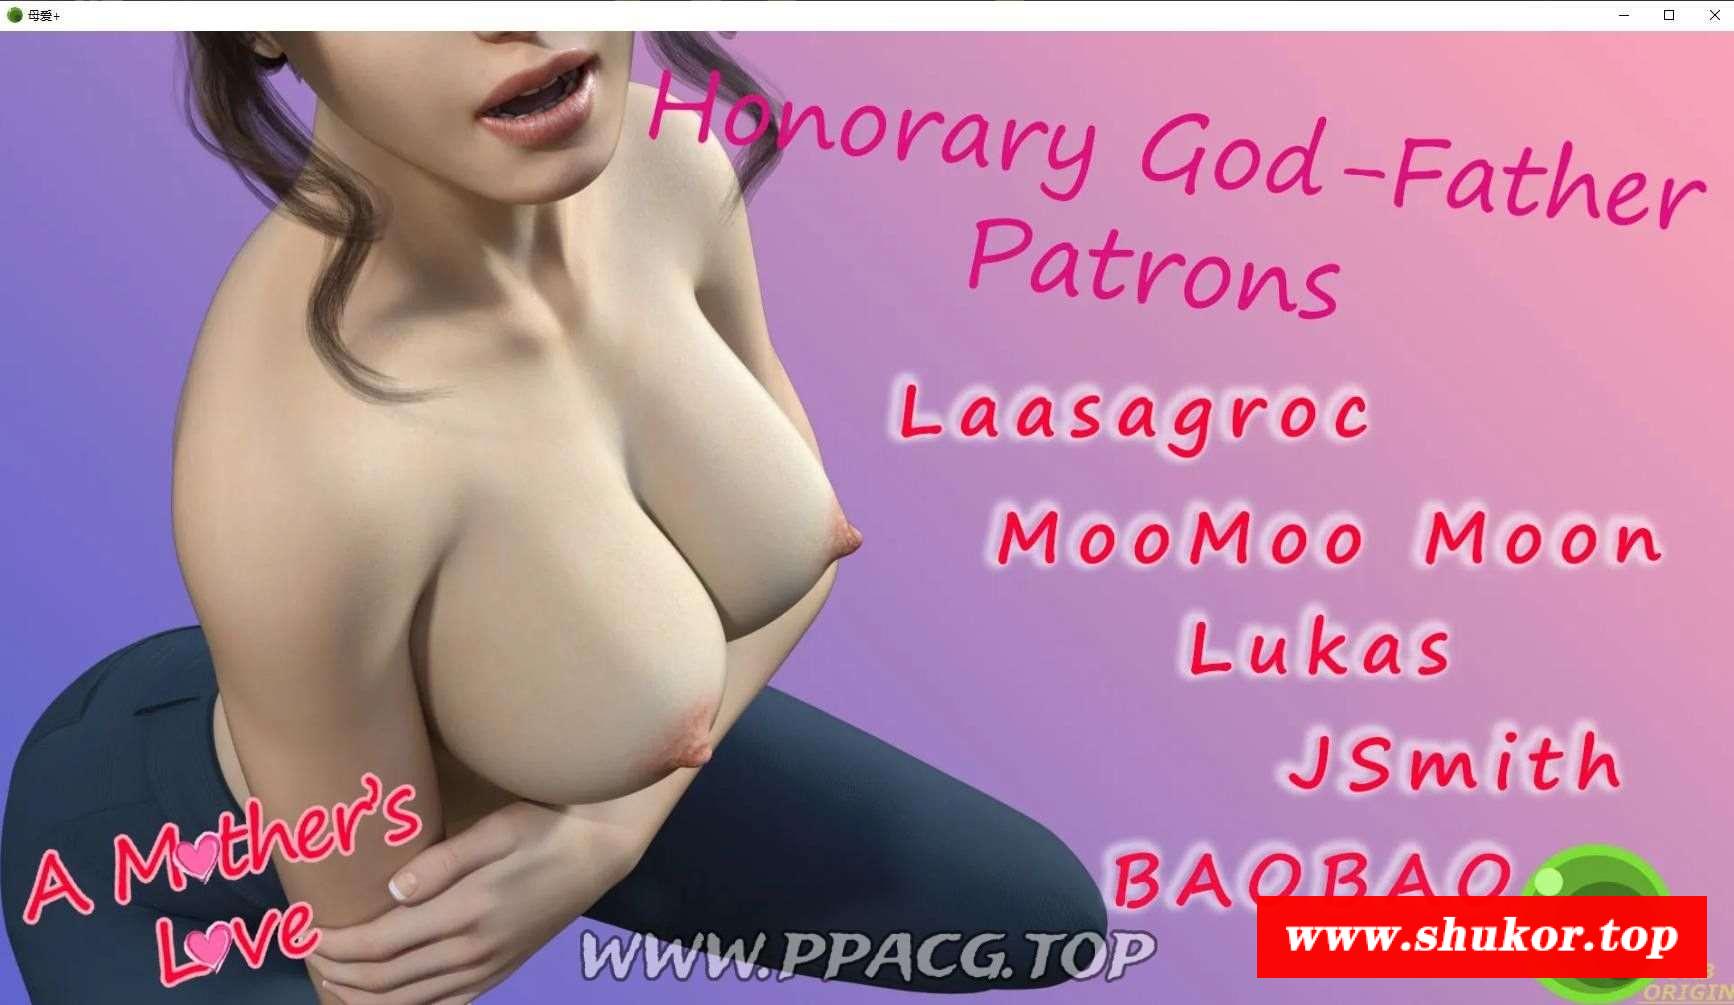 母爱+
Honorary God-Father
Patrons
Laasagroc
MooMoo Moon
Lukas
JSmith
BAOBAO
A Mother's
Love
WWW.PPACG.TOP
www.shukor.top
ORIGIN